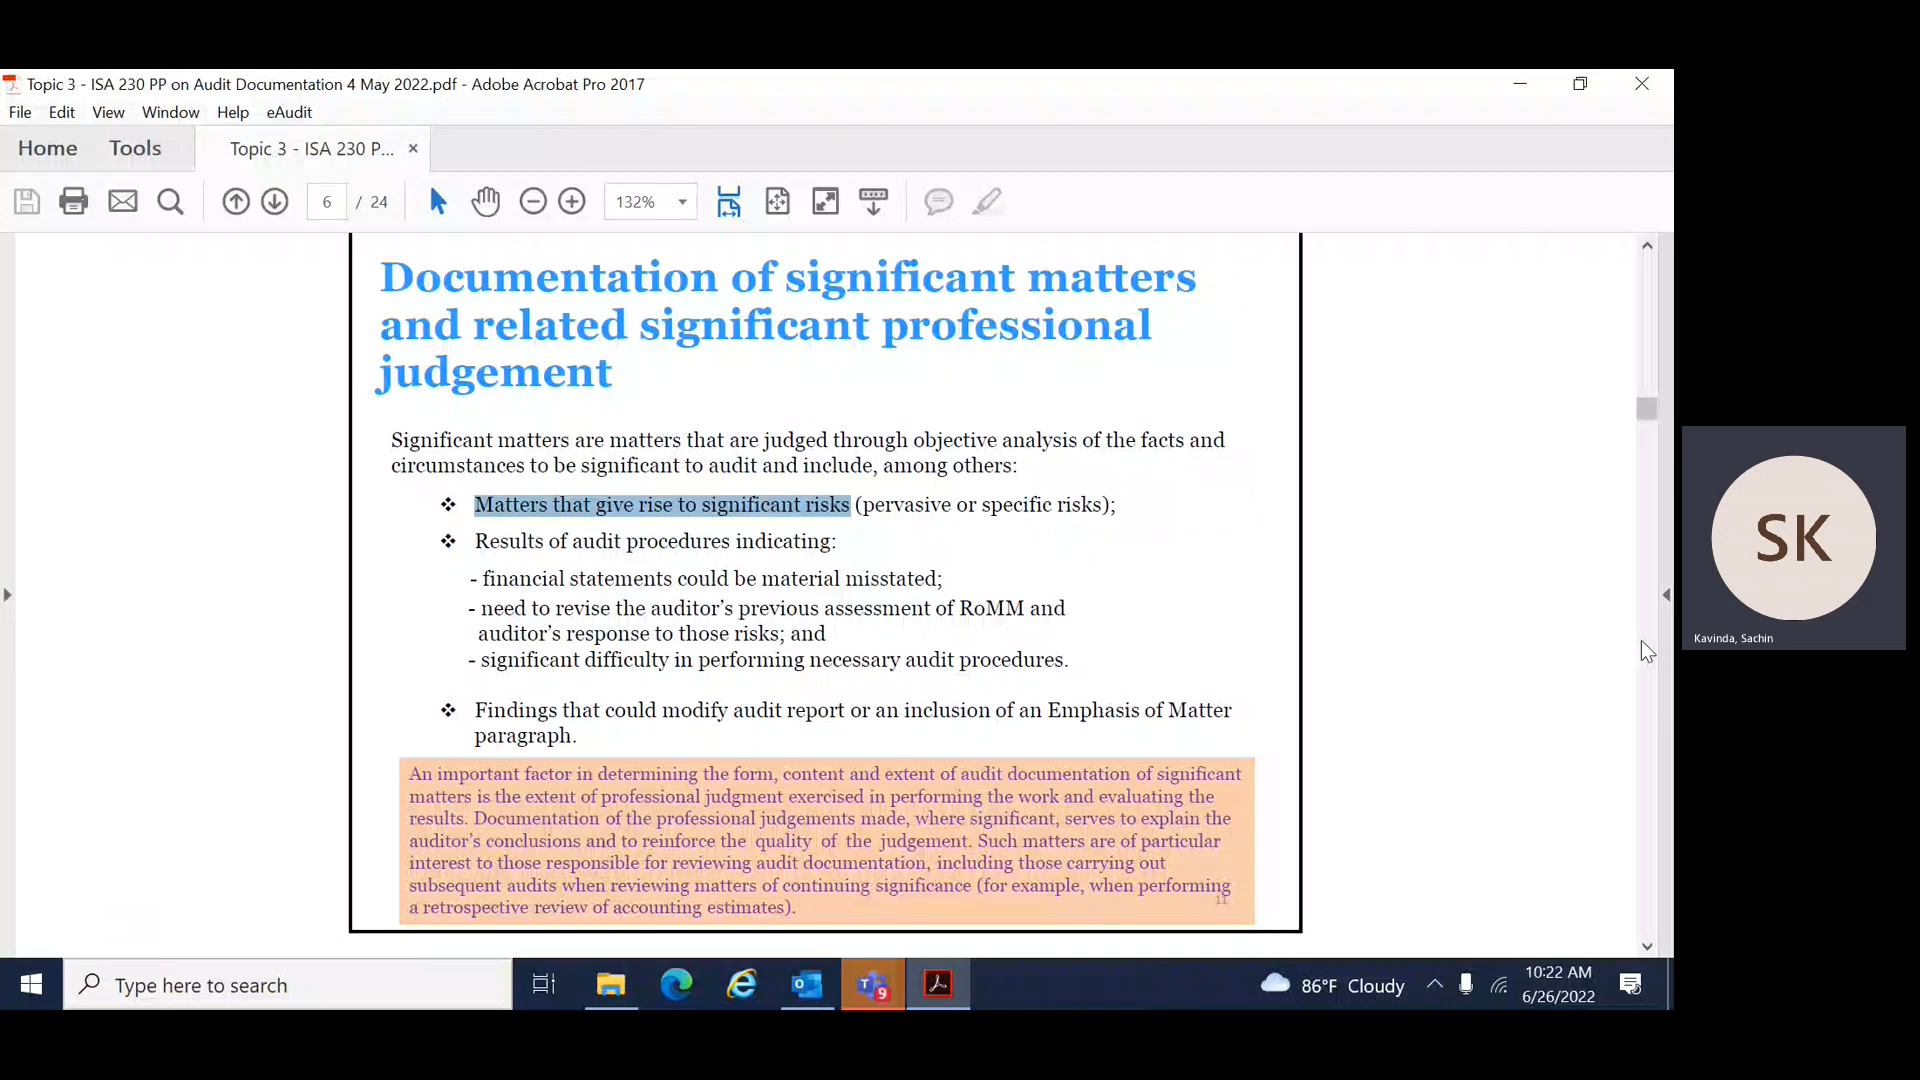 Topic 3 - ISA 230 PP on Audit Documentation 4 May 2022.pdf - Adobe Acrobat Pro 2017
File Edit View Window Help eAudit
Home Tools Topic 3 - ISA 230 P... ×
6 / 24 132%
Documentation of significant matters
and related significant professional
judgement
Significant matters are matters that are judged through objective analysis of the facts and
circumstances to be significant to audit and include, among others:
❖ Matters that give rise to significant risks (pervasive or specific risks);
❖ Results of audit procedures indicating:
- financial statements could be material misstated;
- need to revise the auditor's previous assessment of RoMM and
auditor's response to those risks; and
- significant difficulty in performing necessary audit procedures.
❖ Findings that could modify audit report or an inclusion of an Emphasis of Matter
paragraph.
An important factor in determining the form, content and extent of audit documentation of significant
matters is the extent of professional judgment exercised in performing the work and evaluating the
results. Documentation of the professional judgements made, where significant, serves to explain the
auditor's conclusions and to reinforce the quality of the judgement. Such matters are of particular
interest to those responsible for reviewing audit documentation, including those carrying out
subsequent audits when reviewing matters of continuing significance (for example, when performing
a retrospective review of accounting estimates).
11
SK
Kavinda, Sachin
Type here to search
9
86°F Cloudy
10:22 AM
6/26/2022